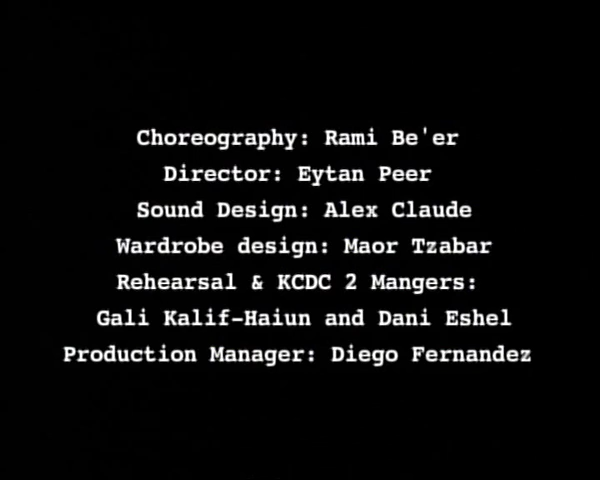 Choreography: Rami Be'er
Director: Eytan Peer
Sound Design: Alex Claude
Wardrobe design: Maor Tzabar
Rehearsal & KCDC 2 Mangers:
Gali Kalif-Haiun and Dani Eshel
Production Manager: Diego Fernandez